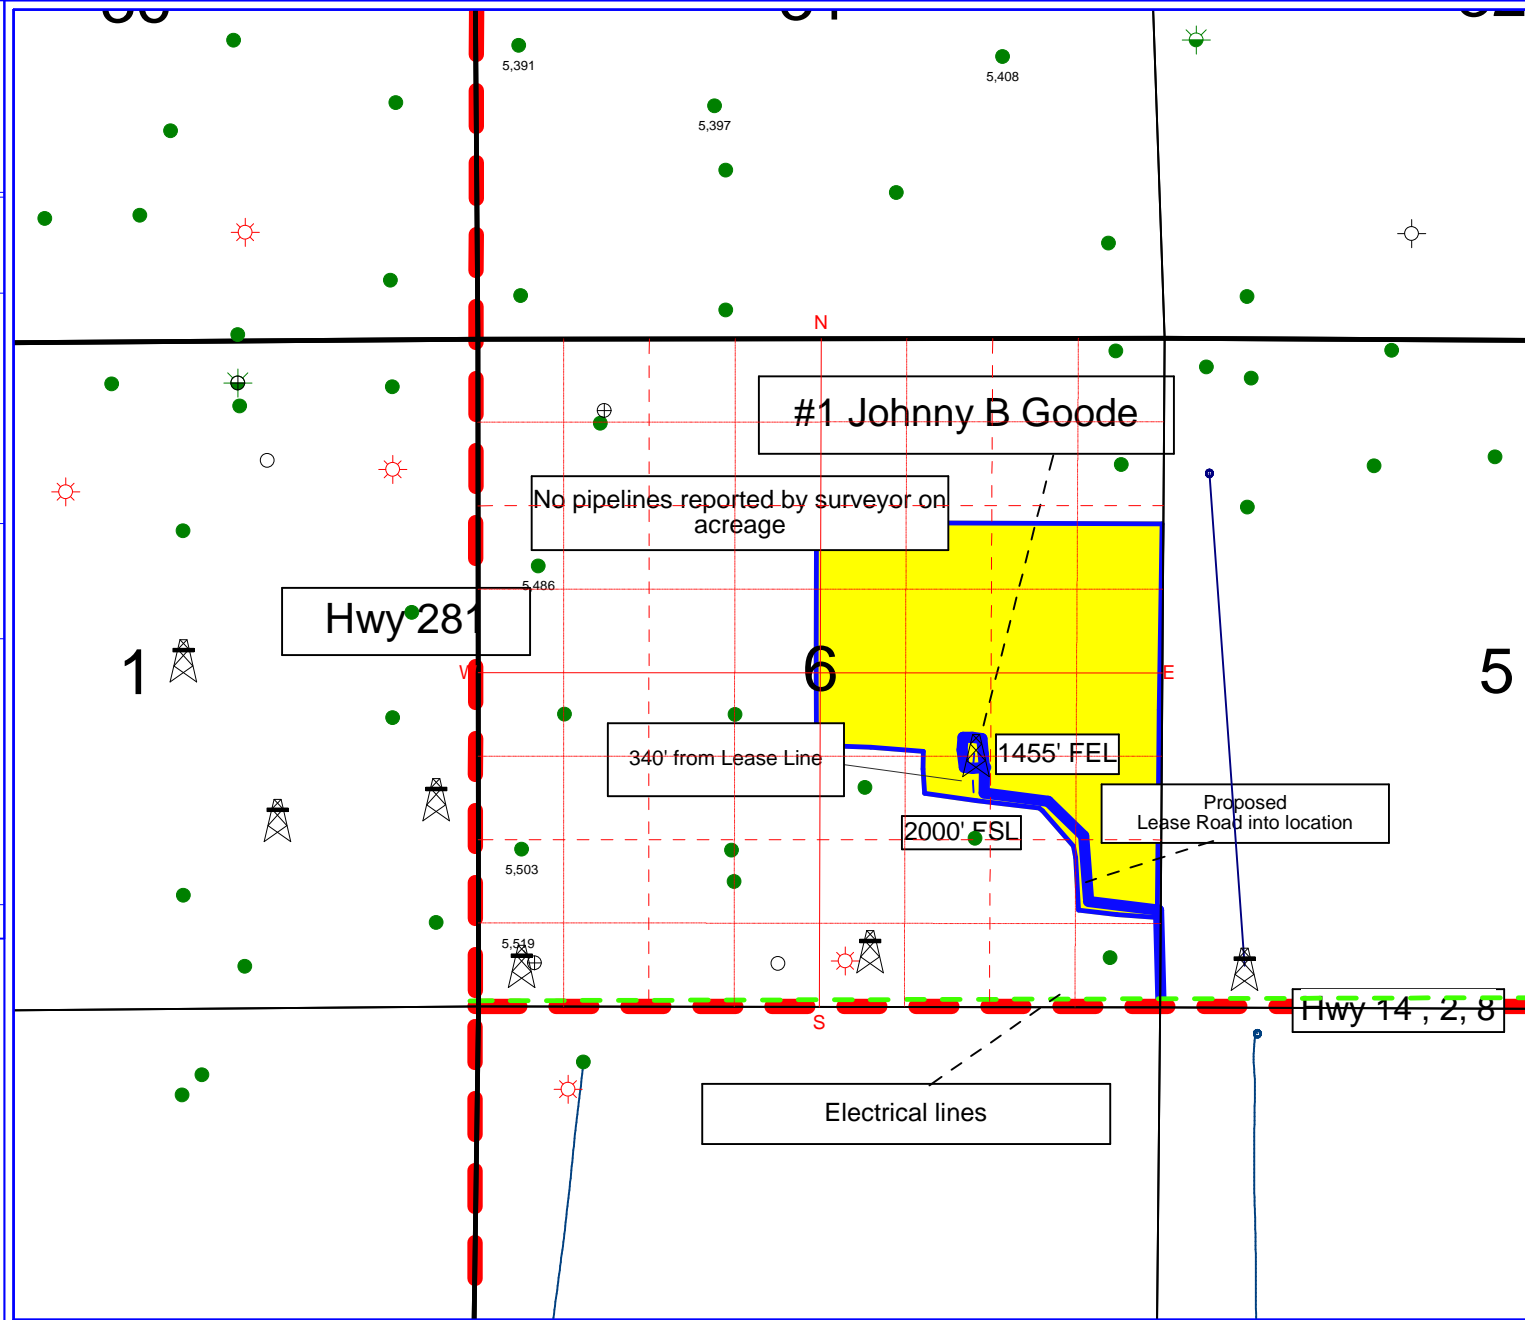 5,391
5,408
5,397
N
#1 Johnny B Goode
No pipelines reported by surveyor on
acreage
5,486
Hwy 281
1
W
6
E
5
340' from Lease Line
1455' FEL
Proposed
Lease Road into location
2000' FSL
5,503
5,519
S
Hwy 14 , 2, 8
Electrical lines